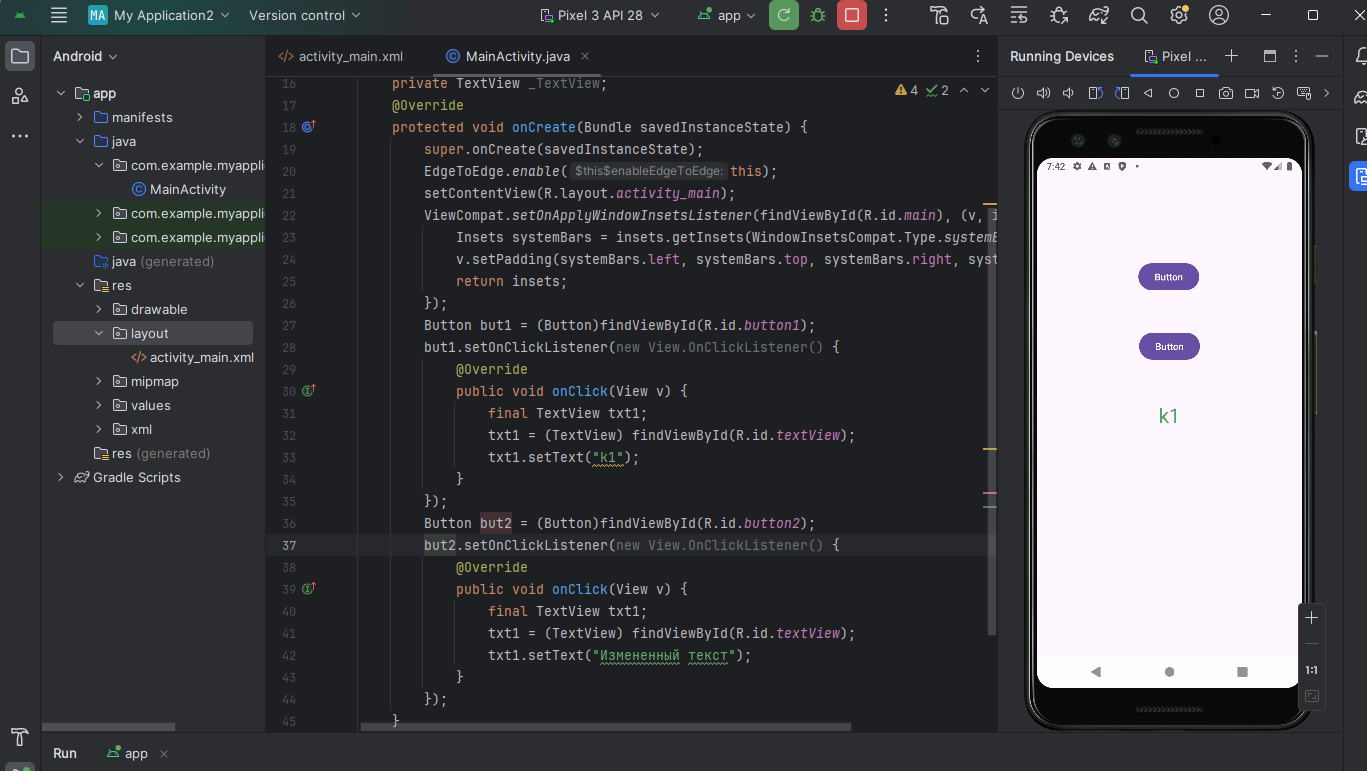 MA My Application2 Version control Pixel 3 API 28 app
Android
app
manifests
java
com.example.myappli
MainActivity
com.example.myappli
com.example.myappli
java (generated)
res
drawable
layout
activity_main.xml
mipmap
values
xml
res (generated)
Gradle Scripts
activity_main.xml MainActivity.java
4 2
16 private TextView _TextView;
17 @Override
18 protected void onCreate(Bundle savedInstanceState) {
19 super.onCreate(savedInstanceState);
20 EdgeToEdge.enable( $this$enableEdgeToEdge: this);
21 setContentView(R.layout.activity_main);
22 ViewCompat.setOnApplyWindowInsetsListener(findViewById(R.id.main), (v, i
23 Insets systemBars = insets.getInsets(WindowInsetsCompat.Type.systemB
24 v.setPadding(systemBars.left, systemBars.top, systemBars.right, syst
25 return insets;
26 });
27 Button but1 = (Button)findViewById(R.id.button1);
28 but1.setOnClickListener(new View.OnClickListener() {
29 @Override
30 public void onClick(View v) {
31 final TextView txt1;
32 txt1 = (TextView) findViewById(R.id.textView);
33 txt1.setText("k1");
34 }
35 });
36 Button but2 = (Button)findViewById(R.id.button2);
37 but2.setOnClickListener(new View.OnClickListener() {
38 @Override
39 public void onClick(View v) {
40 final TextView txt1;
41 txt1 = (TextView) findViewById(R.id.textView);
42 txt1.setText("Измененный текст");
43 }
44 });
45 }
Running Devices Pixel ...
7:42
Button
Button
k1
1:1
Run app